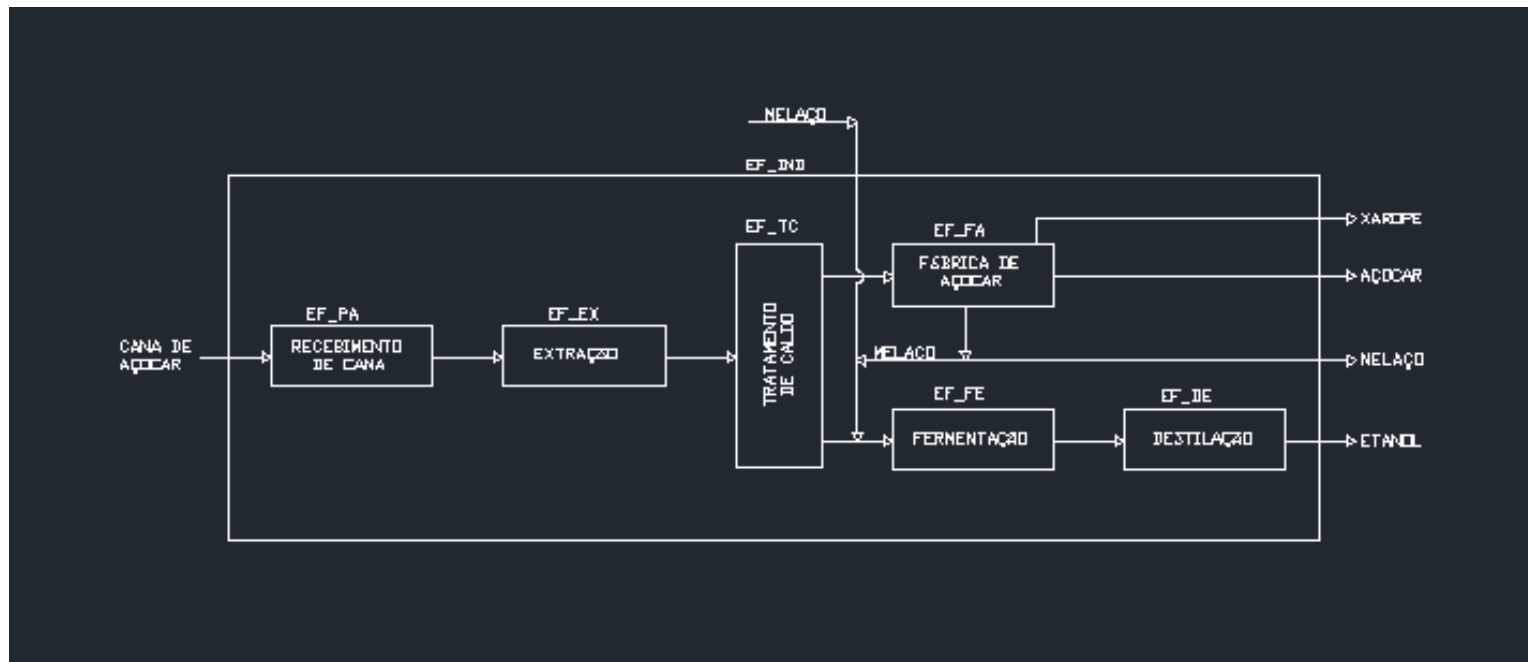 MELAÇO
EF_IND
XAROPE
EF_TC
EF_FA
FÁBRICA DE
AÇÚCAR
AÇÚCAR
EF_PA
EF_EX
CANA DE
AÇÚCAR
RECEBIMENTO
DE CANA
EXTRAÇÃO
TRATAMENTO
DE CALDO
MELAÇO
MELAÇO
EF_FE
EF_DE
FERMENTAÇÃO
DESTILAÇÃO
ETANOL